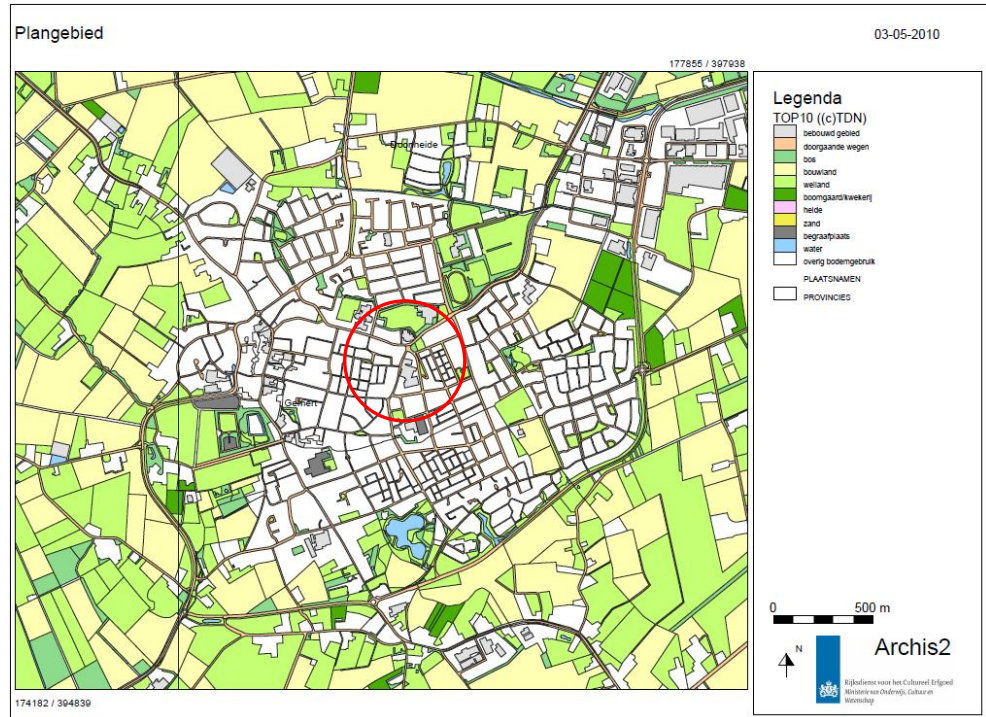 Plangebied
03-05-2010
177855 / 397938
Doornheide
Gemert
174182 / 394839
Legenda
TOP10 ((c)TDN)
bebouwd gebied
doorgaande wegen
bos
bouwland
weiland
boomgaard/kwekerij
heide
zand
begraafplaats
water
overig bodemgebruik
PLAATSNAMEN
PROVINCIES
0 500 m
N
Archis2
Rijksdienst voor het Cultureel Erfgoed
Ministerie van Onderwijs, Cultuur en
Wetenschap